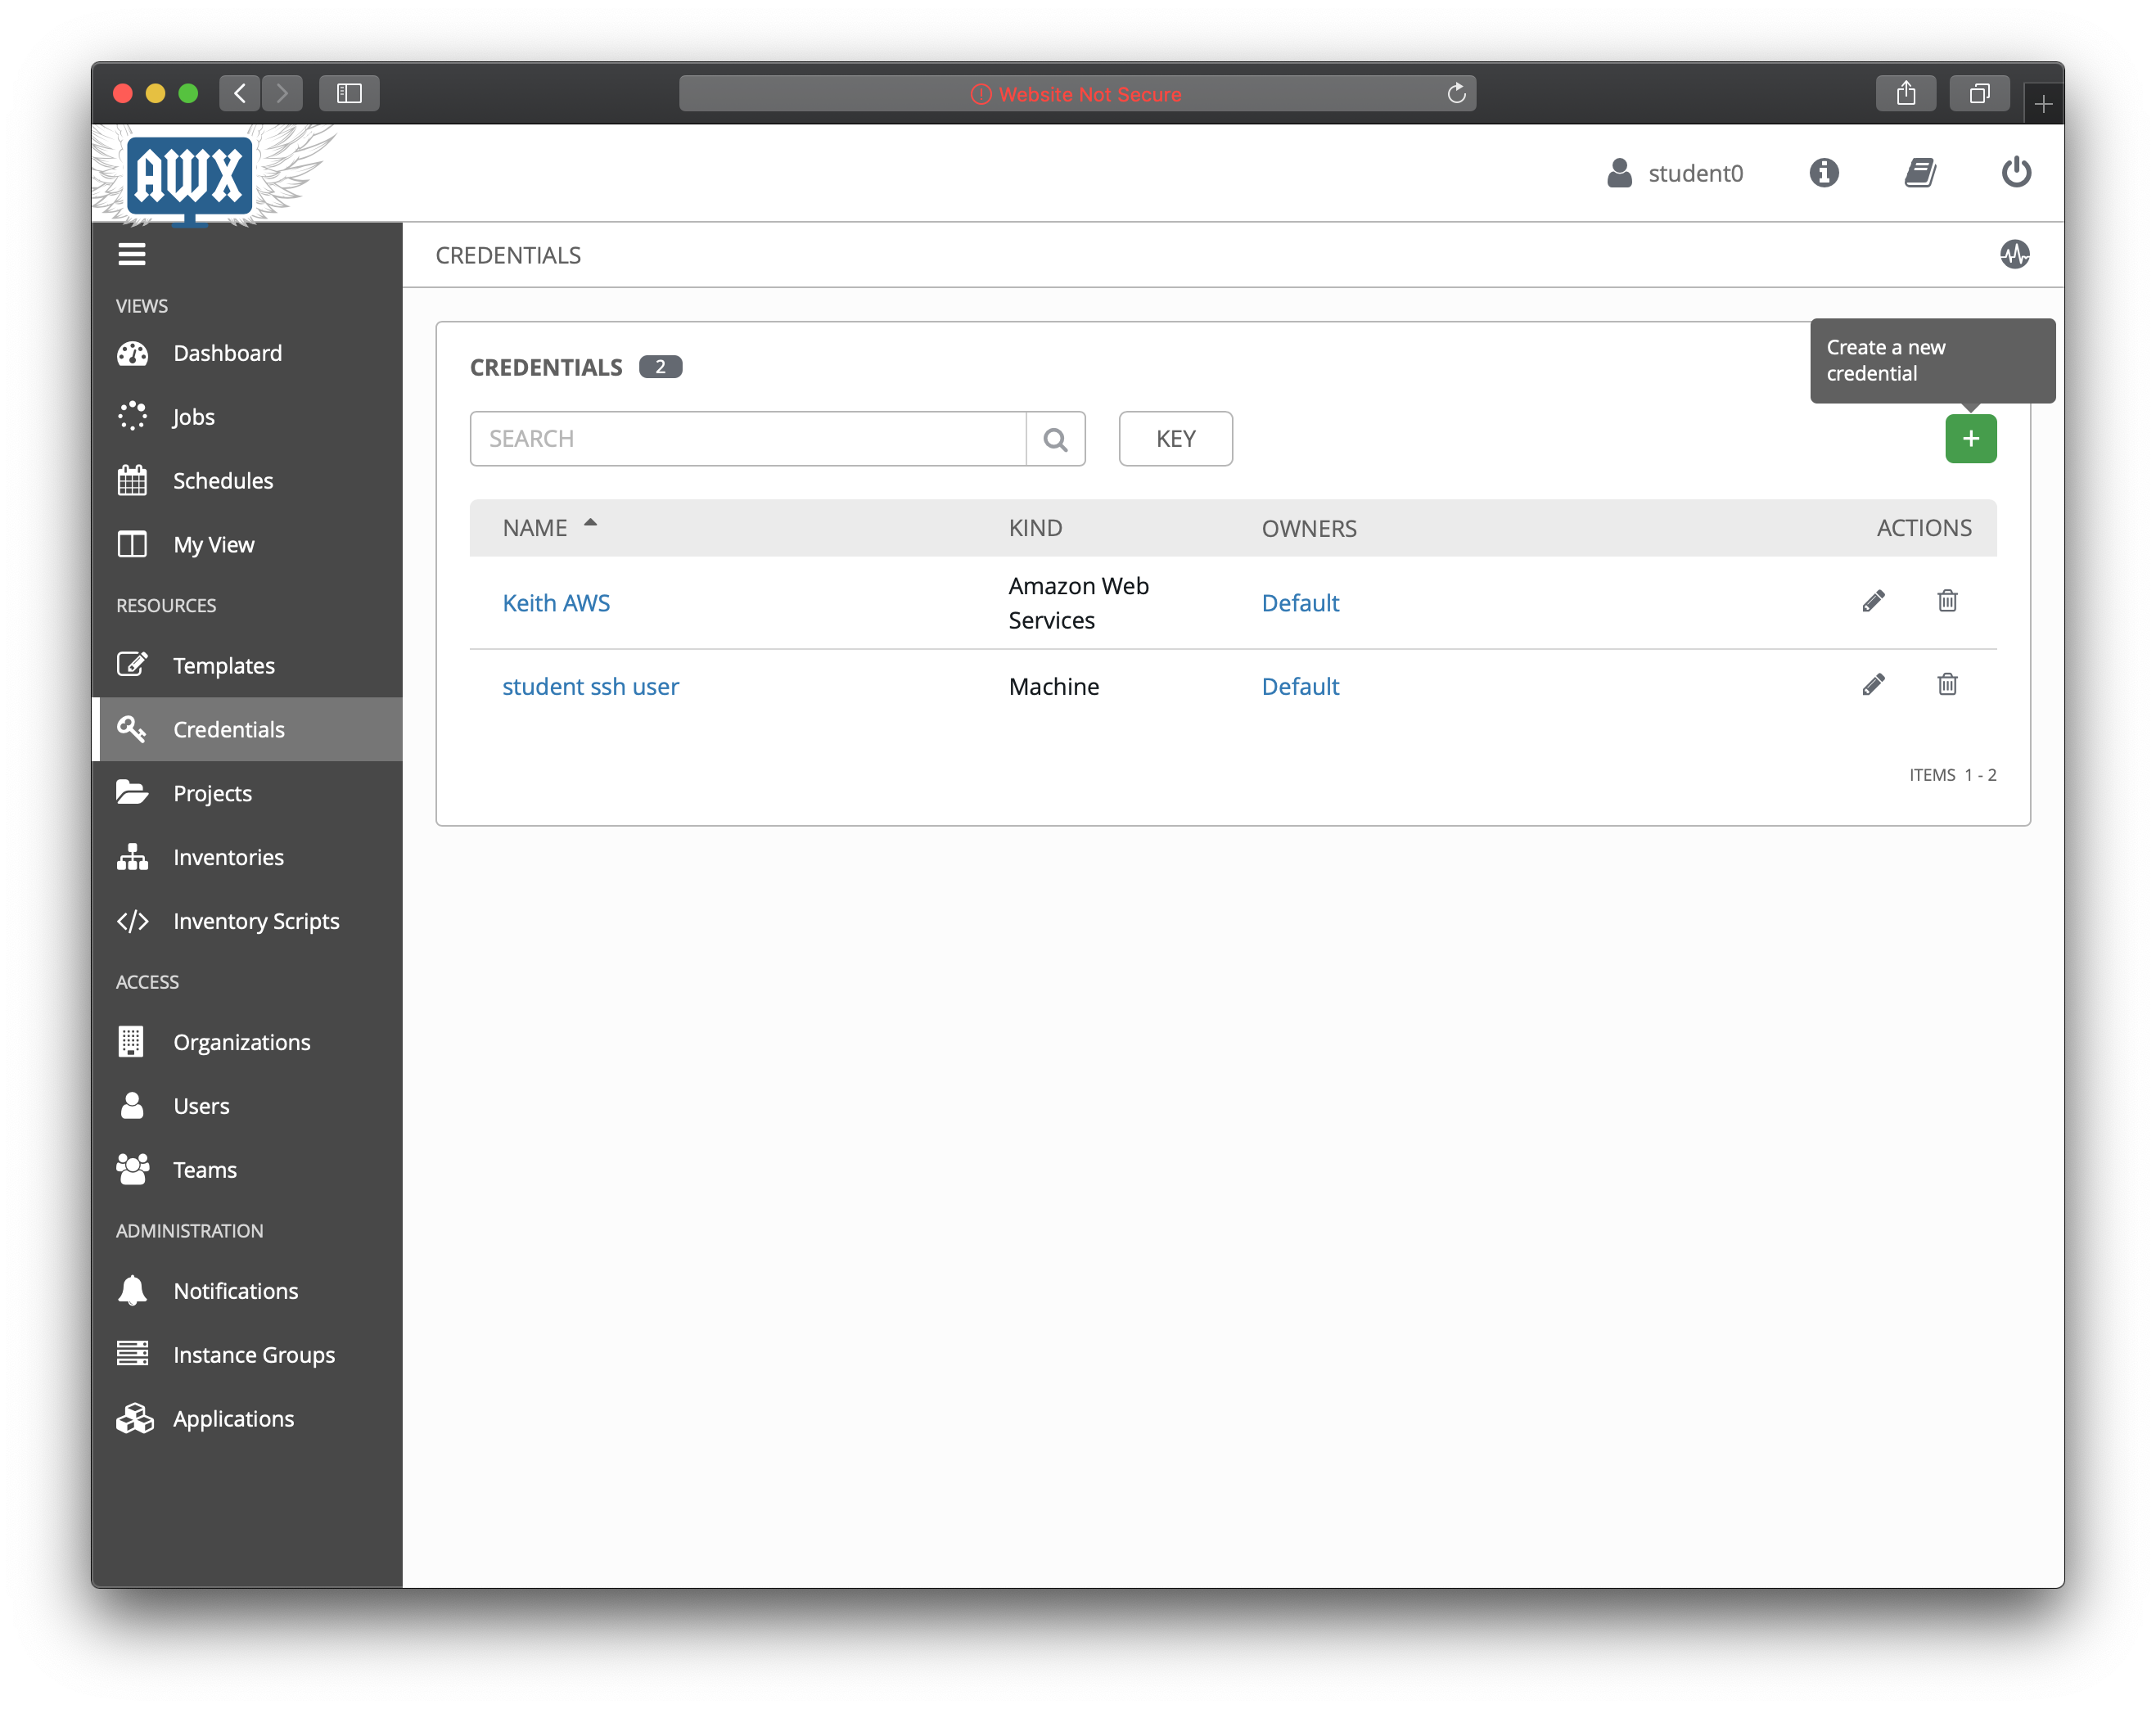 Website Not Secure
AWX
student0
CREDENTIALS
VIEWS
Dashboard
Jobs
Schedules
My View
RESOURCES
Templates
Credentials
Projects
Inventories
Inventory Scripts
ACCESS
Organizations
Users
Teams
ADMINISTRATION
Notifications
Instance Groups
Applications
CREDENTIALS 2
Create a new
credential
SEARCH
KEY
+
NAME KIND OWNERS ACTIONS
Keith AWS Amazon Web Services Default
student ssh user Machine Default
ITEMS 1 - 2